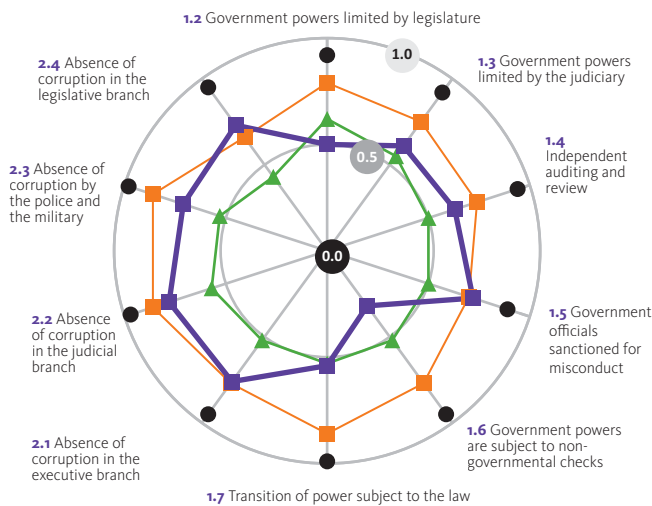 1.2 Government powers limited by legislature
1.0
1.3 Government powers
limited by the judiciary
2.4 Absence of
corruption in the
legislative branch
1.4
Independent
auditing and
review
0.5
2.3 Absence of
corruption by
the police and
the military
0.0
1.5 Government
officials
sanctioned for
misconduct
2.2 Absence
of corruption
in the judicial
branch
1.6 Government powers
are subject to non-
governmental checks
2.1 Absence of
corruption in the
executive branch
1.7 Transition of power subject to the law